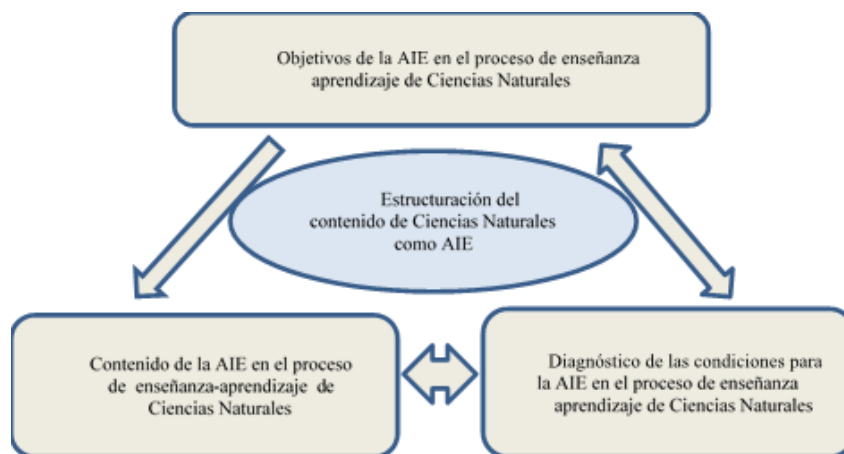 Objetivos de la AIE en el proceso de enseñanza
aprendizaje de Ciencias Naturales
Estructuración del
contenido de Ciencias Naturales
como AIE
Contenido de la AIE en el proceso
de enseñanza-aprendizaje de
Ciencias Naturales
Diagnóstico de las condiciones para
la AIE en el proceso de enseñanza
aprendizaje de Ciencias Naturales